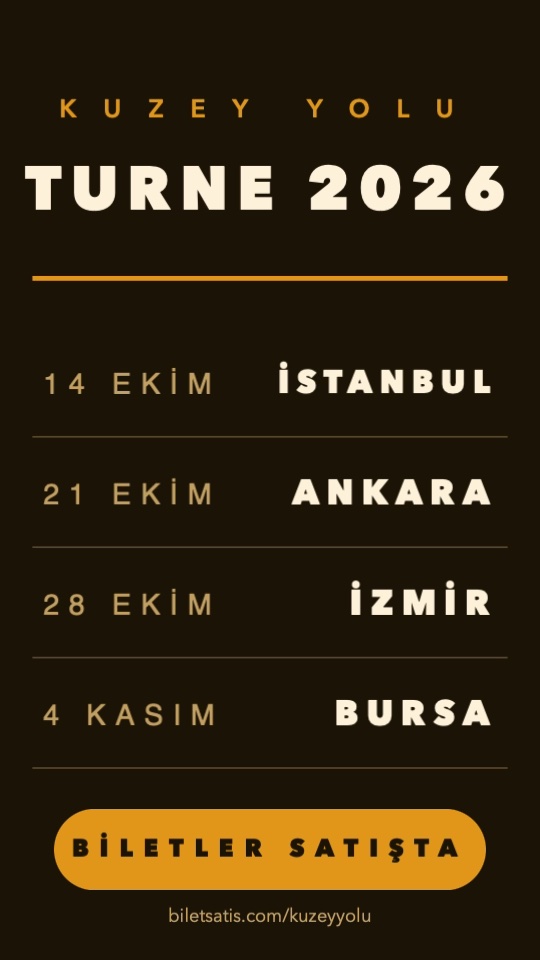 KUZEY YOLU
TURNE 2026
14 EKİM İSTANBUL
21 EKİM ANKARA
28 EKİM İZMİR
4 KASIM BURSA
BİLETLER SATIŞTA
biletsatis.com/kuzeyyolu